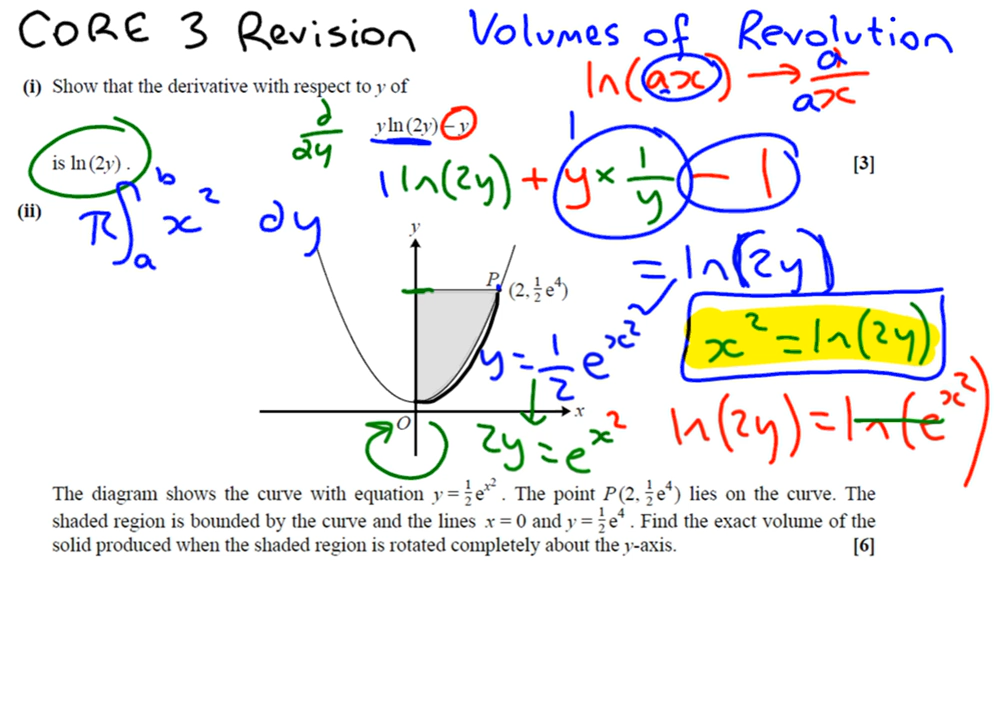 CORE 3 Revision Volumes of Revolution
(i) Show that the derivative with respect to y of
ln(ax) → a/ax
d/dy y ln(2y) − y
is ln(2y). [3]
1 ln(2y) + y × 1/y − 1
1
(ii) π∫ₐᵇ x² dy
= ln(2y)
y
P (2, ½e⁴)
y = ½ e^x²
x² = ln(2y)
x
O
2y = e^x²
ln(2y) = ln(e^x²)
The diagram shows the curve with equation y = ½e^x². The point P(2, ½e⁴) lies on the curve. The
shaded region is bounded by the curve and the lines x = 0 and y = ½e⁴. Find the exact volume of the
solid produced when the shaded region is rotated completely about the y-axis. [6]